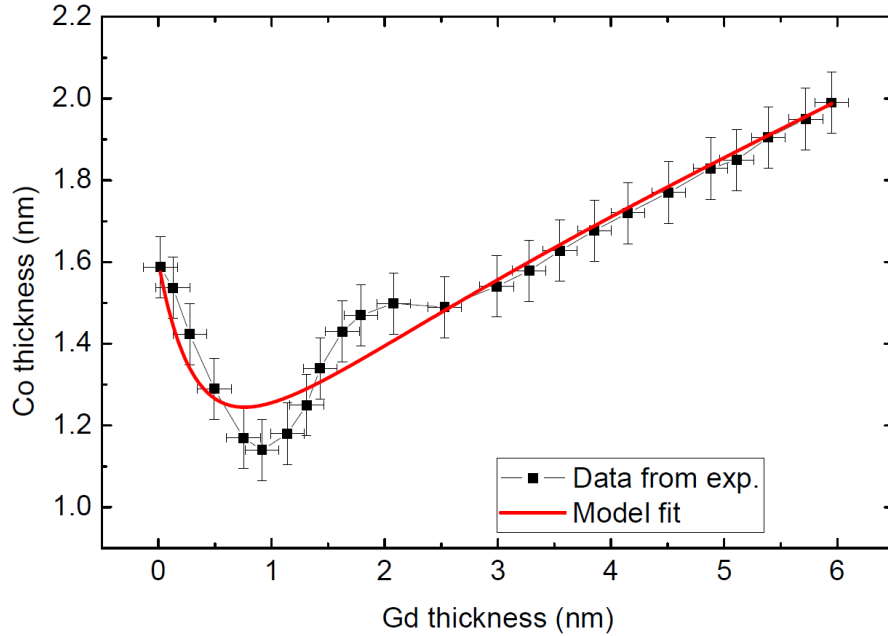 2.2
2.0
1.8
1.6
1.4
1.2
1.0
Co thickness (nm)
Data from exp.
Model fit
0 1 2 3 4 5 6
Gd thickness (nm)